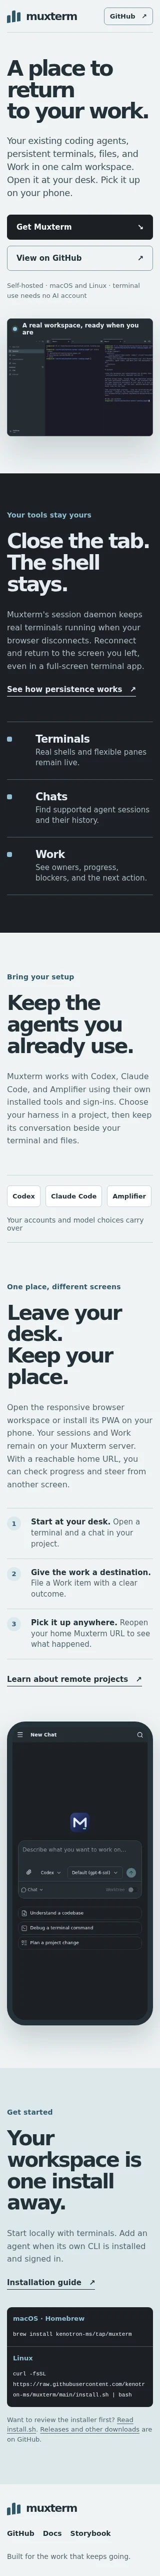 muxterm
GitHub ↗
A place to
return
to your work.
Your existing coding agents,
persistent terminals, files, and
Work in one calm workspace.
Open it at your desk. Pick it up
on your phone.
Get Muxterm ↘
View on GitHub ↗
Self-hosted · macOS and Linux · terminal
use needs no AI account
A real workspace, ready when you
are
Your tools stay yours
Close the tab.
The shell
stays.
Muxterm's session daemon keeps
real terminals running when your
browser disconnects. Reconnect
and return to the screen you left,
even in a full-screen terminal app.
See how persistence works ↗
Terminals
Real shells and flexible panes
remain live.
Chats
Find supported agent sessions
and their history.
Work
See owners, progress,
blockers, and the next action.
Bring your setup
Keep the
agents you
already use.
Muxterm works with Codex, Claude
Code, and Amplifier using their own
installed tools and sign-ins. Choose
your harness in a project, then keep
its conversation beside your
terminal and files.
Codex Claude Code Amplifier
Your accounts and model choices carry
over
One place, different screens
Leave your
desk.
Keep your
place.
Open the responsive browser
workspace or install its PWA on your
phone. Your sessions and Work
remain on your Muxterm server.
With a reachable home URL, you
can check progress and steer from
another screen.
1 Start at your desk. Open a
terminal and a chat in your
project.
2 Give the work a destination.
File a Work item with a clear
outcome.
3 Pick it up anywhere. Reopen
your home Muxterm URL to see
what happened.
Learn about remote projects ↗
New Chat
Describe what you want to work on...
Codex Default (gpt-6-sol)
Chat
Understand a codebase
Debug a terminal command
Plan a project change
Get started
Your
workspace is
one install
away.
Start locally with terminals. Add an
agent when its own CLI is installed
and signed in.
Installation guide ↗
macOS · Homebrew
brew install kenotron-ms/tap/muxterm
Linux
curl -fsSL
https://raw.githubusercontent.com/kenotr
on-ms/muxterm/main/install.sh | bash
Want to review the installer first? Read
install.sh. Releases and other downloads are
on GitHub.
muxterm
GitHub Docs Storybook
Built for the work that keeps going.